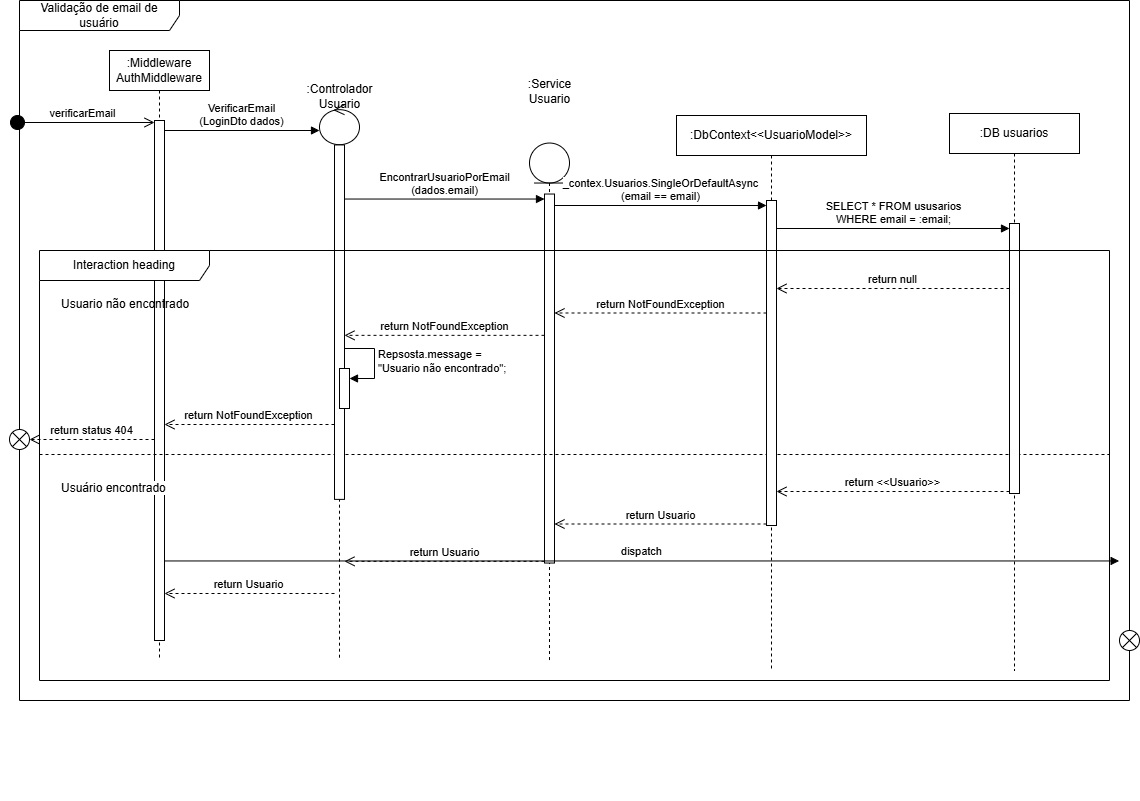 Validação de email de
usuário
:Middleware
AuthMiddleware
:Controlador
Usuario
:Service
Usuario
:DbContext<<UsuarioModel>>
:DB usuarios
verificarEmail
VerificarEmail
(LoginDto dados)
EncontrarUsuarioPorEmail
(dados.email)
_contex.Usuarios.SingleOrDefaultAsync
(email == email)
SELECT * FROM ususarios
WHERE email = :email;
Interaction heading
return null
Usuario não encontrado
return NotFoundException
return NotFoundException
Repsosta.message =
"Usuario não encontrado";
return NotFoundException
return status 404
Usuário encontrado
return <<Usuario>>
return Usuario
return Usuario
dispatch
return Usuario